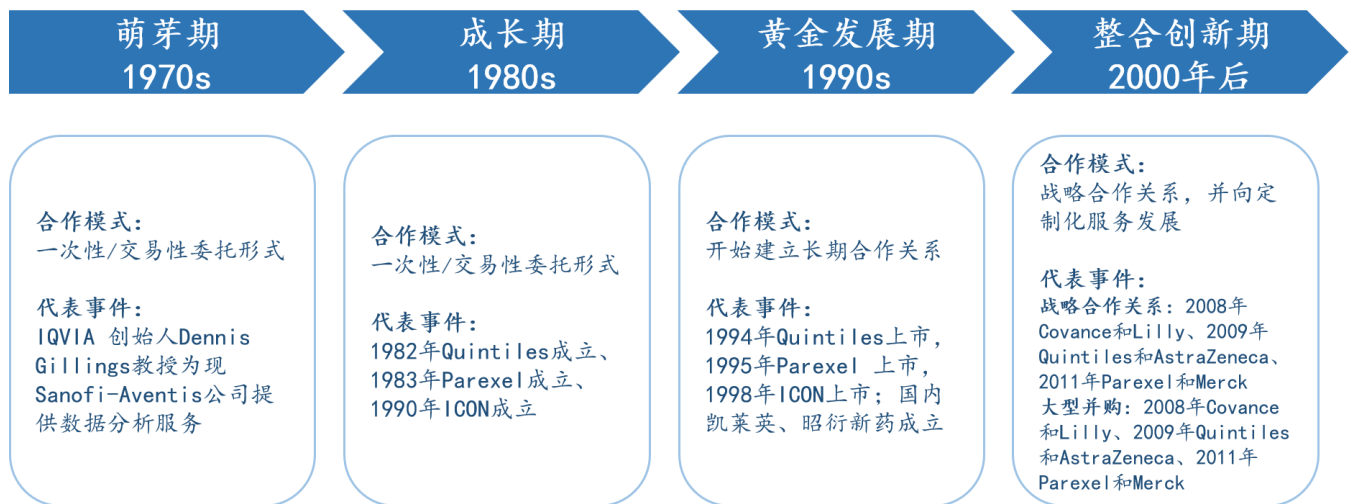 萌芽期
1970s
成长期
1980s
黄金发展期
1990s
整合创新期
2000年后
合作模式:
一次性/交易性委托形式
代表事件:
IQVIA 创始人Dennis
Gillings教授为现
Sanofi-Aventis公司提
供数据分析服务
合作模式:
一次性/交易性委托形式
代表事件:
1982年Quintiles成立、
1983年Parexel成立、
1990年ICON成立
合作模式:
开始建立长期合作关系
代表事件:
1994年Quintiles上市,
1995年Parexel 上市,
1998年ICON上市; 国内
凯莱英、昭衍新药成立
合作模式:
战略合作关系, 并向定
制化服务发展
代表事件:
战略合作关系: 2008年
Covance和Lilly、2009年
Quintiles和AstraZeneca、
2011年Parexel和Merck
大型并购: 2008年Covance
和Lilly、2009年Quintiles
和AstraZeneca、2011年
Parexel和Merck